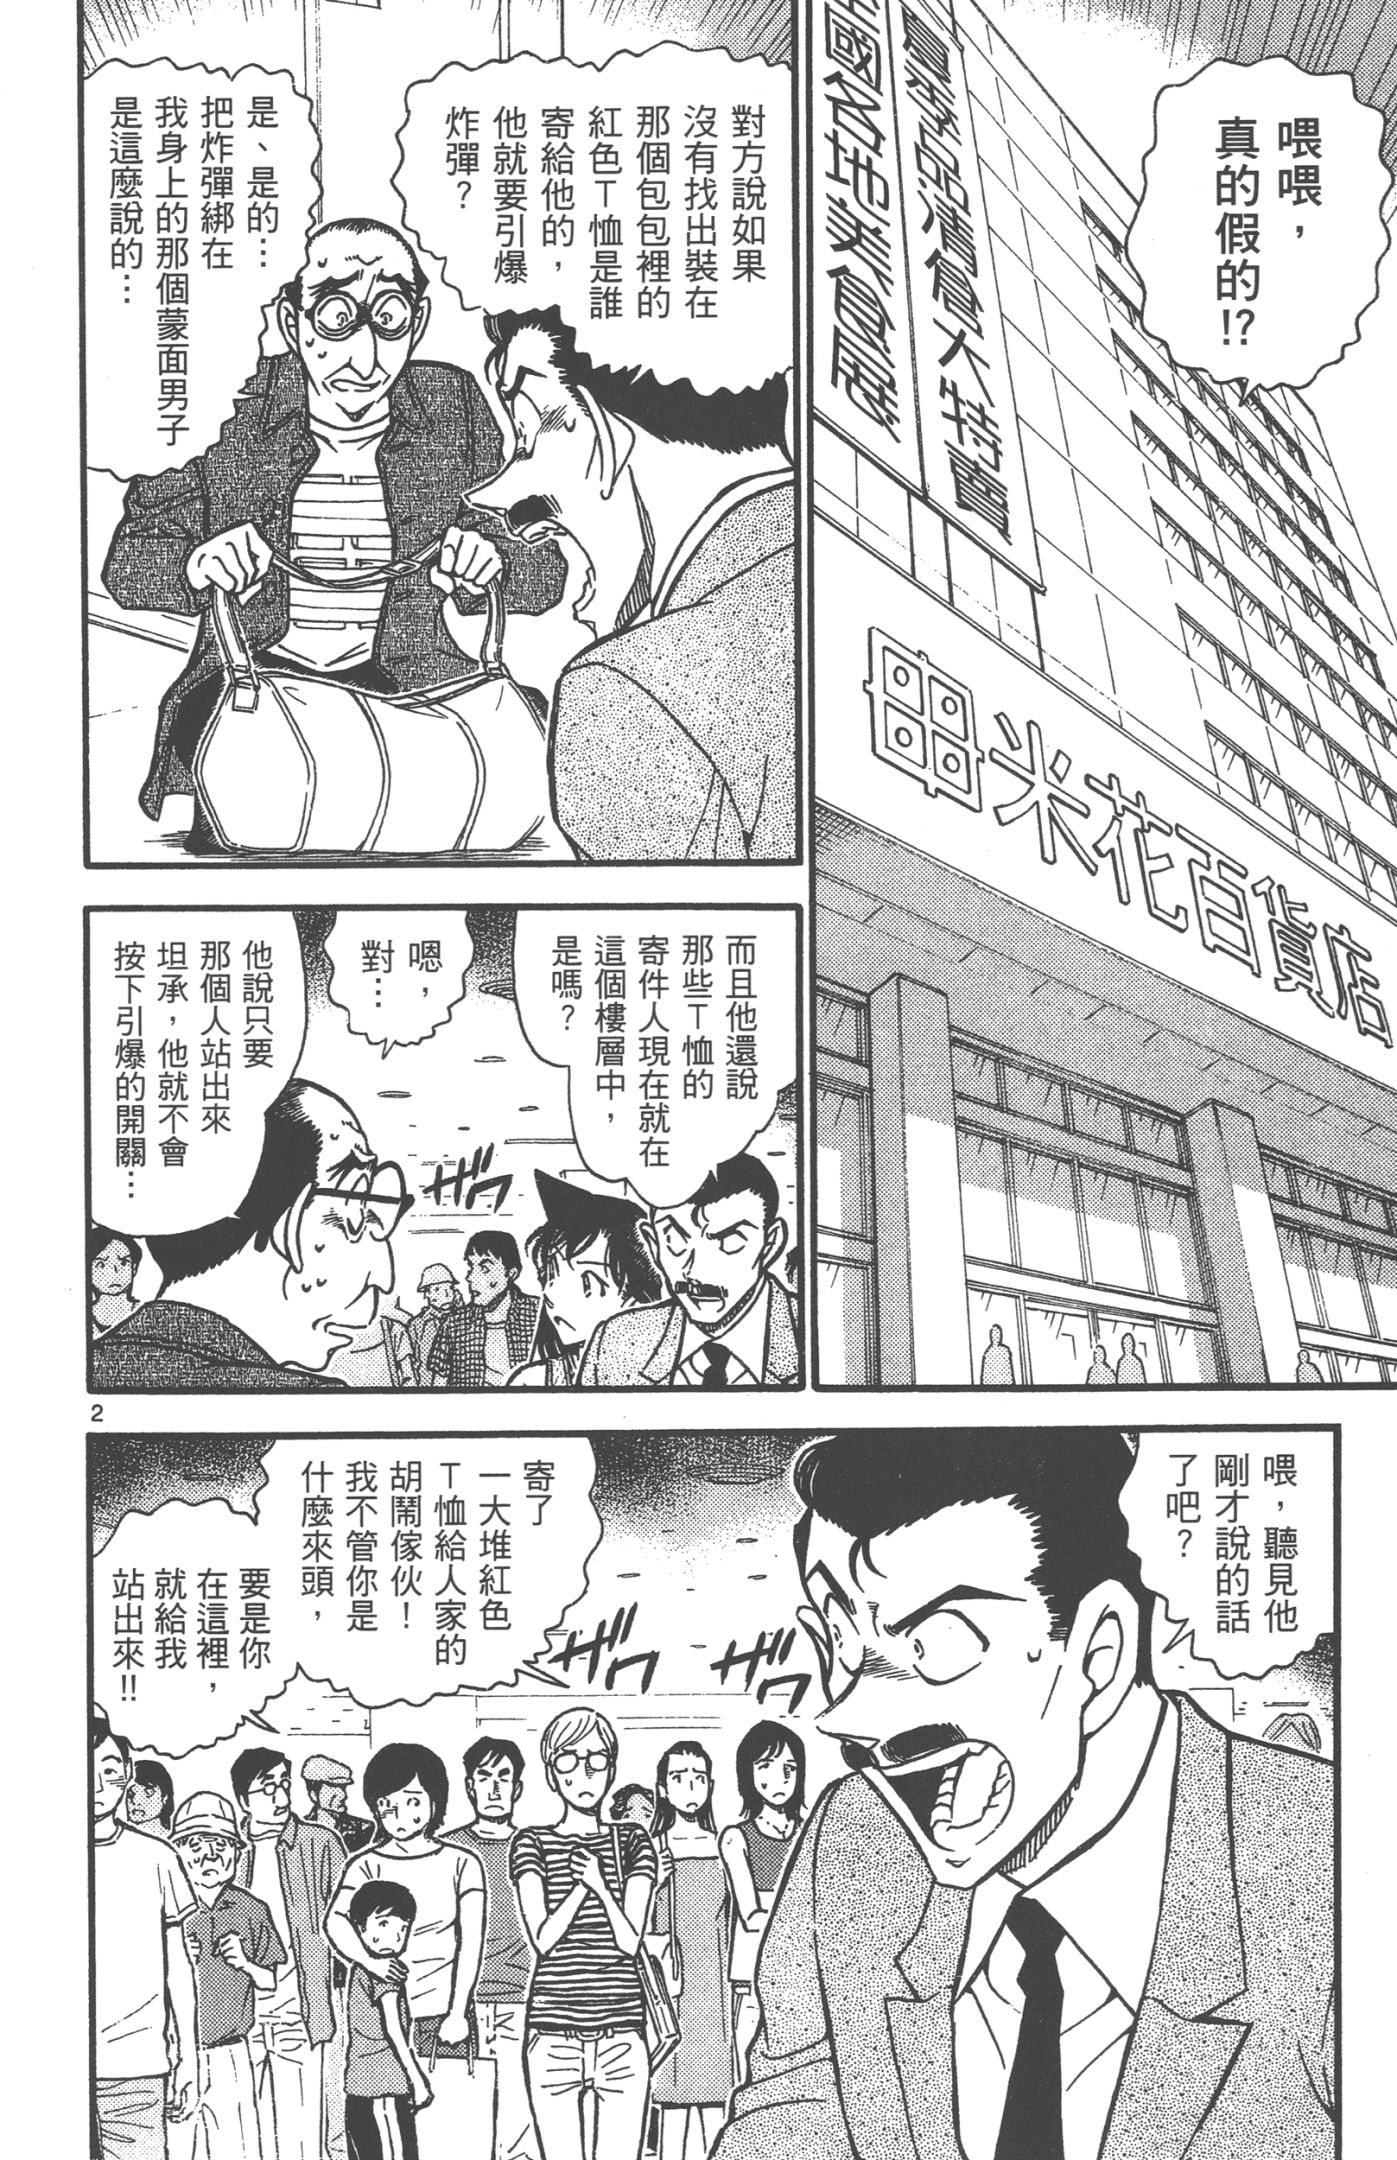 喂喂，
真的假的!?
全國各地美食展
夏季品清倉大特賣
米花百貨店
對方說如果
沒有找出裝在
那個包包裡的
紅色T恤是誰
寄給他的，
他就要引爆
炸彈？
是、是的…
把炸彈綁在
我身上的那個蒙面男子
是這麼說的…
而且他還說
那些T恤的
寄件人現在就在
這個樓層中，
是嗎？
嗯，
對…
他說只要
那個人站出來
坦承，他就不會
按下引爆的開關…
ザワ
2
喂，聽見他
剛才說的話
了吧？
寄了
一大堆紅色
T恤給人家的
胡鬧傢伙！
我不管你是
什麼來頭，
要是你
在這裡，
就給我
站出來!!
ザワ
ザワ